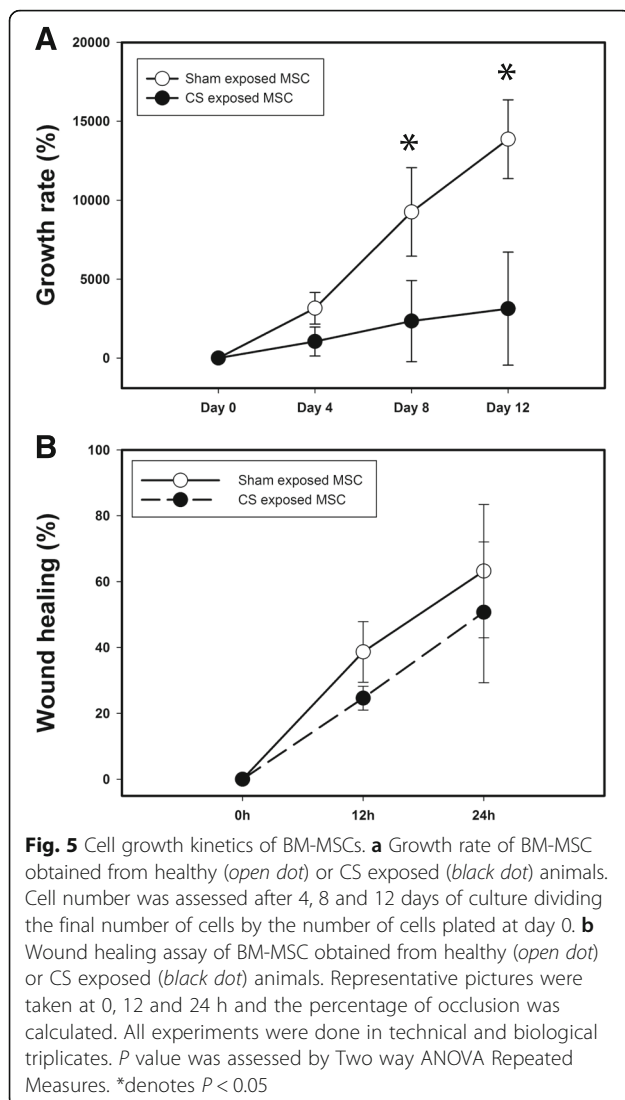 A
20000
Sham exposed MSC
CS exposed MSC
*
*
15000
10000
5000
0
Growth rate (%)
Day 0 Day 4 Day 8 Day 12
B
100
Sham exposed MSC
CS exposed MSC
80
60
40
20
0
Wound healing (%)
0h 12h 24h
Fig. 5 Cell growth kinetics of BM-MSCs. a Growth rate of BM-MSC
obtained from healthy (open dot) or CS exposed (black dot) animals.
Cell number was assessed after 4, 8 and 12 days of culture dividing
the final number of cells by the number of cells plated at day 0. b
Wound healing assay of BM-MSC obtained from healthy (open dot)
or CS exposed (black dot) animals. Representative pictures were
taken at 0, 12 and 24 h and the percentage of occlusion was
calculated. All experiments were done in technical and biological
triplicates. P value was assessed by Two way ANOVA Repeated
Measures. *denotes P < 0.05